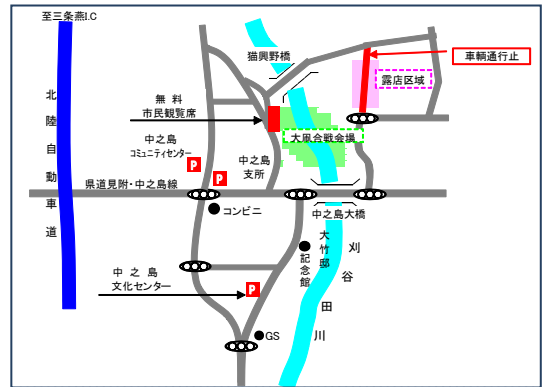 至三条燕I.C
猫興野橋
車輌通行止
露店区域
北陸自動車道
無料
市民観覧席
大凧合戦会場
中之島
コミュニティセンター
P
P
中之島
支所
県道見附・中之島線
コンビニ
中之島大橋
大竹邸
記念館
刈谷田川
中之島
文化センター
P
GS